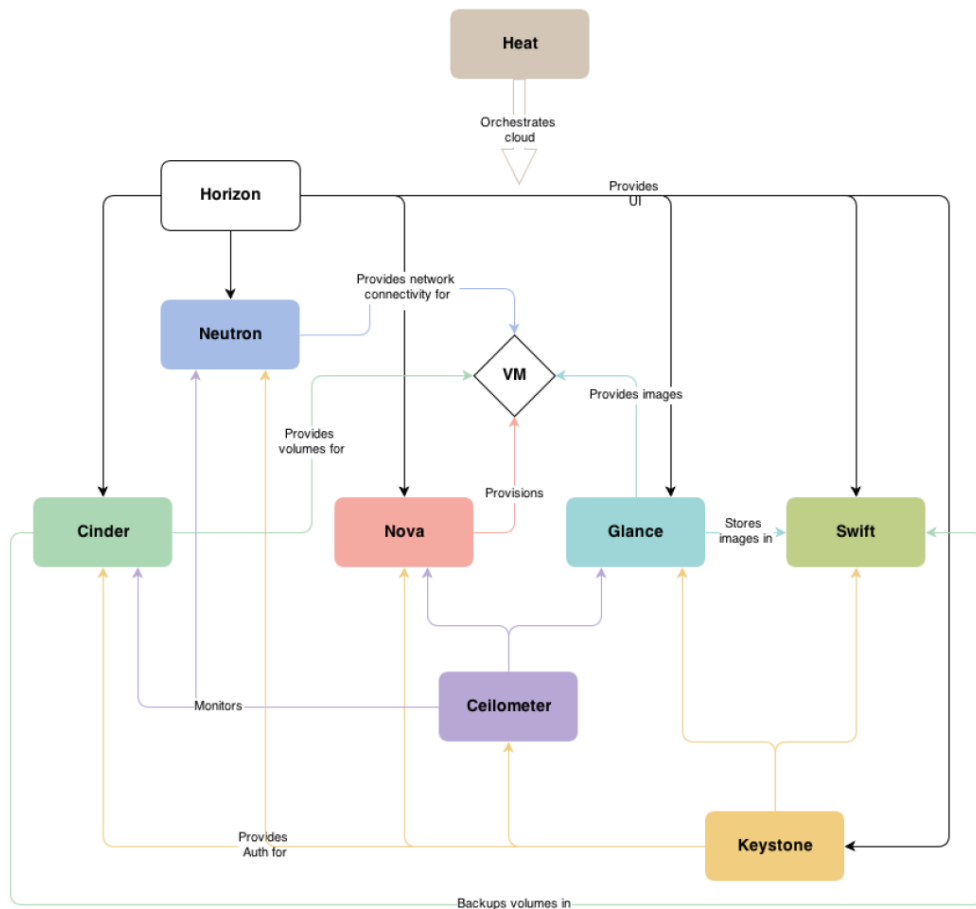 Heat
Orchestrates
cloud
Horizon
Provides
UI
Provides network
connectivity for
Neutron
VM
Provides images
Provides
volumes for
Provisions
Cinder
Nova
Glance
Stores
images in
Swift
Ceilometer
Monitors
Provides
Auth for
Keystone
Backups volumes in